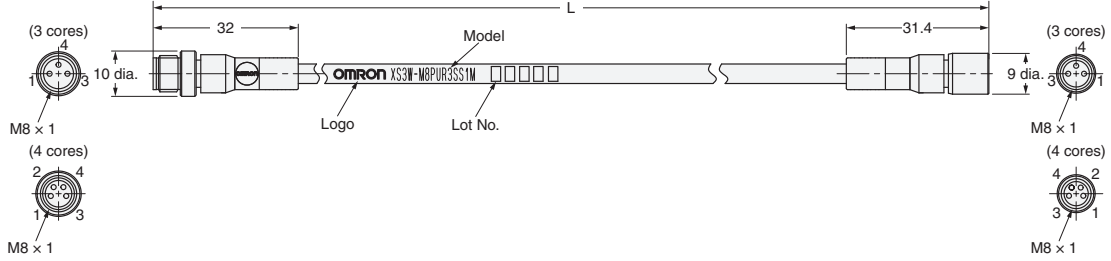 L
32
31.4
(3 cores)
4
1
3
M8 × 1
10 dia.
OMRON
OMRON XS3W-M8PUR3SS1M
Model
Logo
Lot No.
9 dia.
(3 cores)
4
3
1
M8 × 1
(4 cores)
2
4
1
3
M8 × 1
(4 cores)
4
2
3
1
M8 × 1